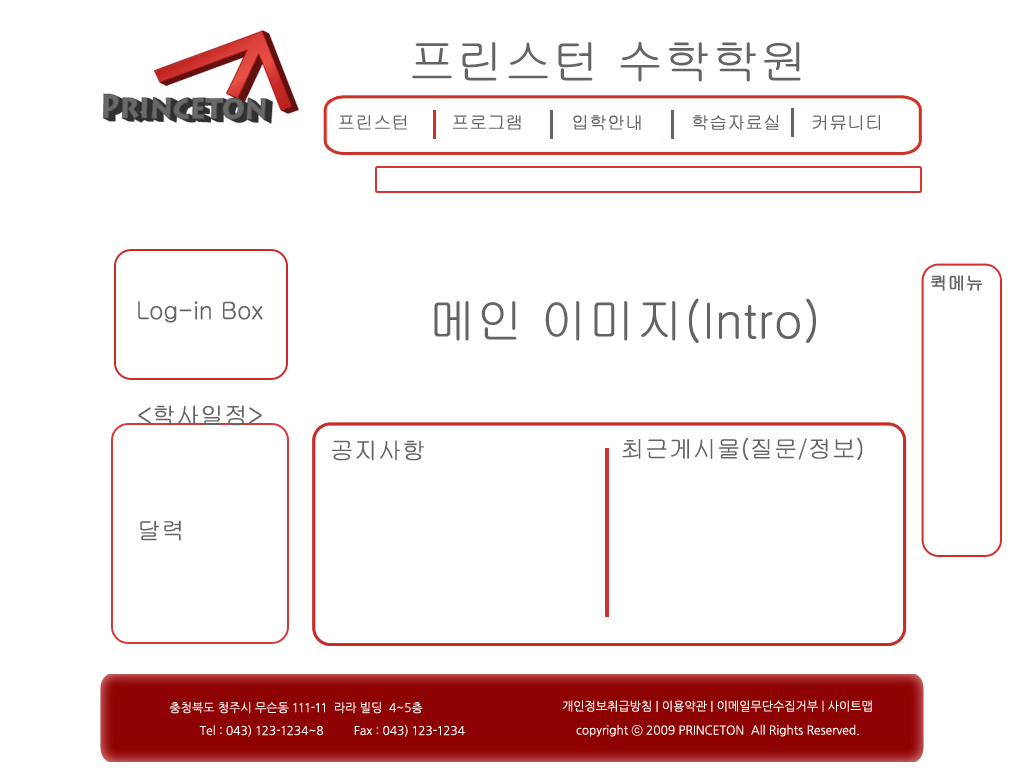 프린스턴 수학학원
PRINCETON
프린스턴 프로그램 입학안내 학습자료실 커뮤니티
Log-in Box
메인 이미지(Intro)
퀵메뉴
<학사일정>
달력
공지사항
최근게시물(질문/정보)
충청북도 청주시 무슨동 111-11 라라 빌딩 4~5층
Tel : 043) 123-1234~8 Fax : 043) 123-1234
개인정보취급방침 | 이용약관 | 이메일무단수집거부 | 사이트맵
copyright ⓒ 2009 PRINCETON All Rights Reserved.